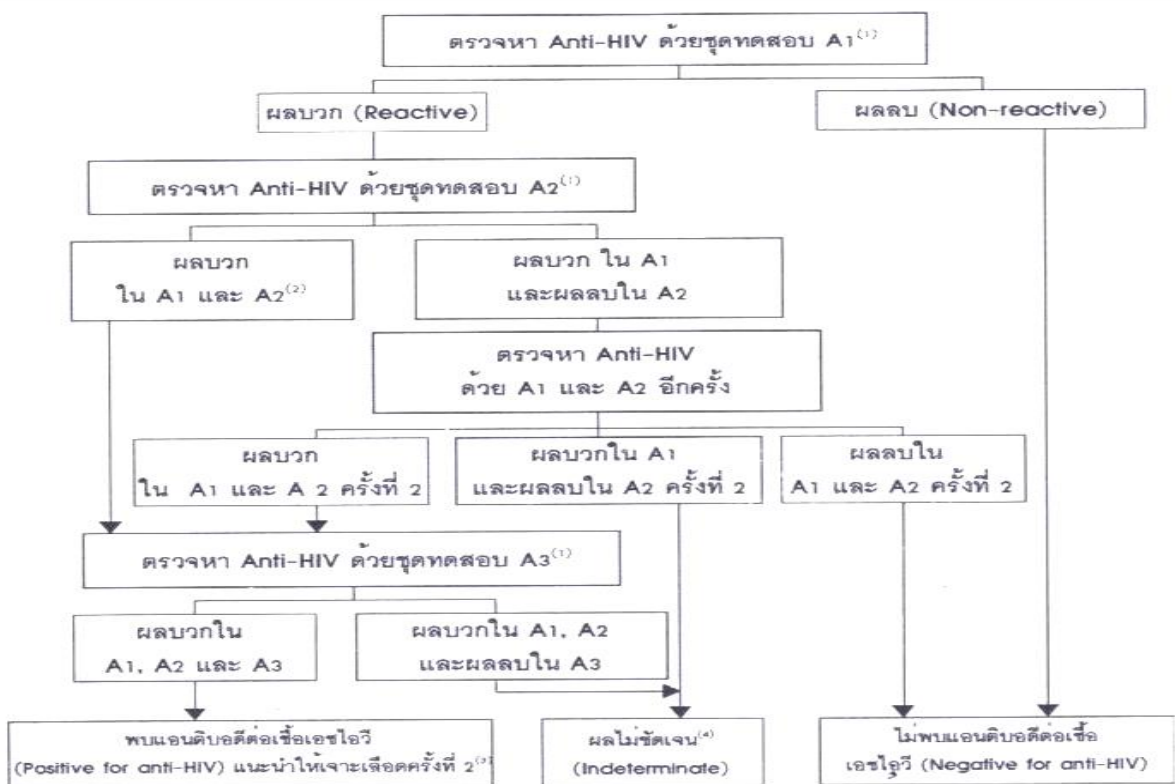 ตรวจหา Anti-HIV ด้วยชุดทดสอบ A1⁽¹⁾
ผลบวก (Reactive)
ผลลบ (Non-reactive)
ตรวจหา Anti-HIV ด้วยชุดทดสอบ A2⁽¹⁾
ผลบวก
ใน A1 และ A2⁽²⁾
ผลบวก ใน A1
และผลลบใน A2
ตรวจหา Anti-HIV
ด้วย A1 และ A2 อีกครั้ง
ผลบวก
ใน A1 และ A 2 ครั้งที่ 2
ผลบวกใน A1
และผลลบใน A2 ครั้งที่ 2
ผลลบใน
A1 และ A2 ครั้งที่ 2
ตรวจหา Anti-HIV ด้วยชุดทดสอบ A3⁽¹⁾
ผลบวกใน
A1, A2 และ A3
ผลบวกใน A1, A2
และผลลบใน A3
พบแอนติบอดีต่อเชื้อเอชไอวี
(Positive for anti-HIV) แนะนำให้เจาะเลือดครั้งที่ 2⁽³⁾
ผลไม่ชัดเจน⁽⁴⁾
(Indeterminate)
ไม่พบแอนติบอดีต่อเชื้อ
เอชไอวี (Negative for anti-HIV)